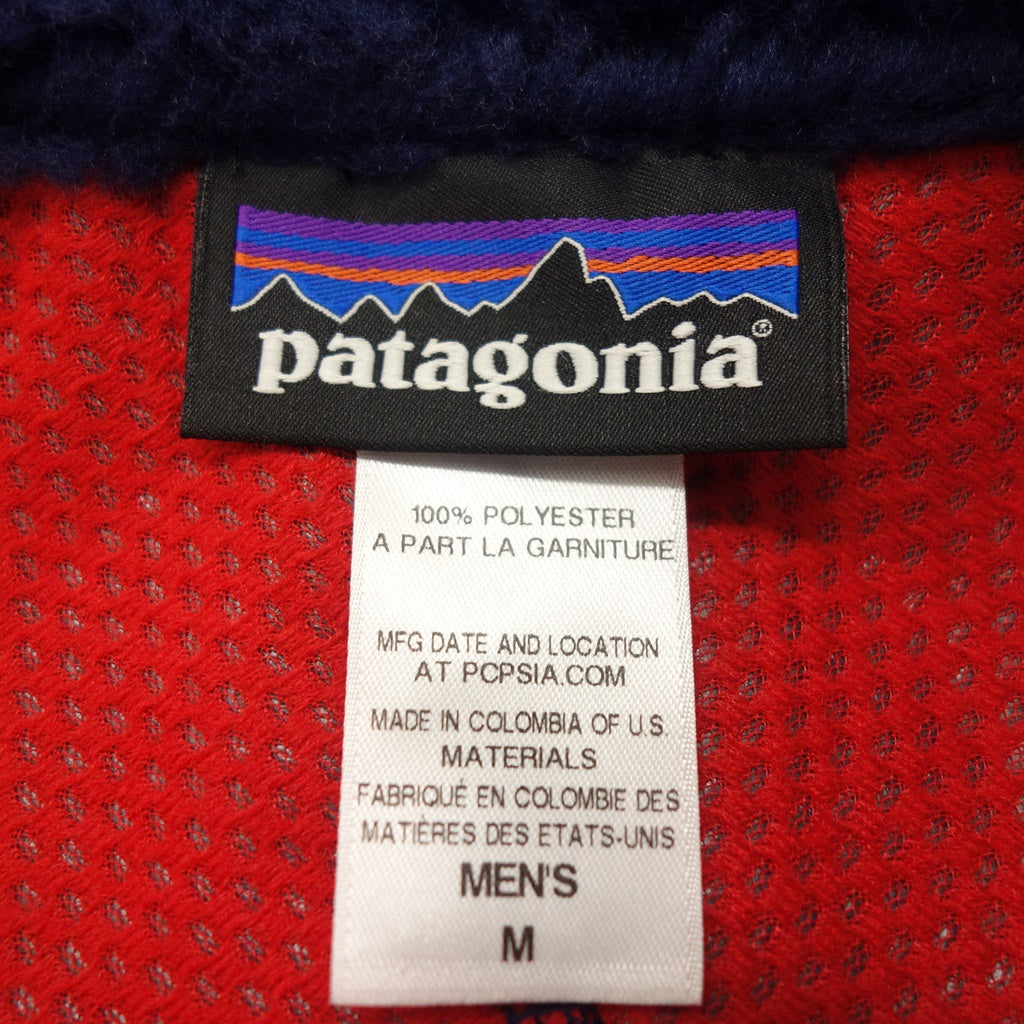 patagonia®
100% POLYESTER
A PART LA GARNITURE
MFG DATE AND LOCATION
AT PCPSIA.COM
MADE IN COLOMBIA OF U.S.
MATERIALS
FABRIQUÉ EN COLOMBIE DES
MATIÈRES DES ETATS-UNIS
MEN'S
M